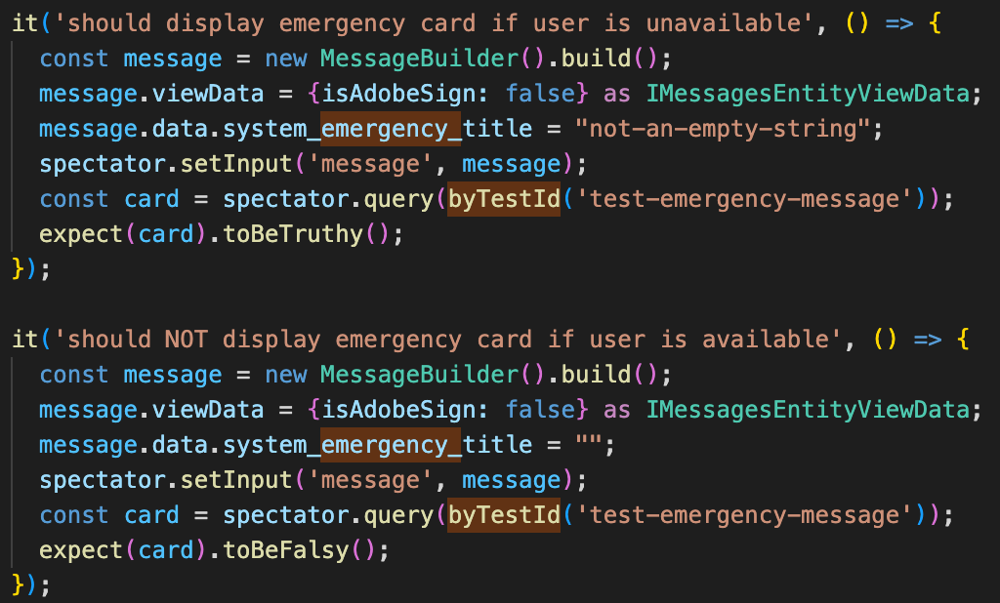 it('should display emergency card if user is unavailable', () => {
  const message = new MessageBuilder().build();
  message.viewData = {isAdobeSign: false} as IMessagesEntityViewData;
  message.data.system_emergency_title = "not-an-empty-string";
  spectator.setInput('message', message);
  const card = spectator.query(byTestId('test-emergency-message'));
  expect(card).toBeTruthy();
});

it('should NOT display emergency card if user is available', () => {
  const message = new MessageBuilder().build();
  message.viewData = {isAdobeSign: false} as IMessagesEntityViewData;
  message.data.system_emergency_title = "";
  spectator.setInput('message', message);
  const card = spectator.query(byTestId('test-emergency-message'));
  expect(card).toBeFalsy();
});